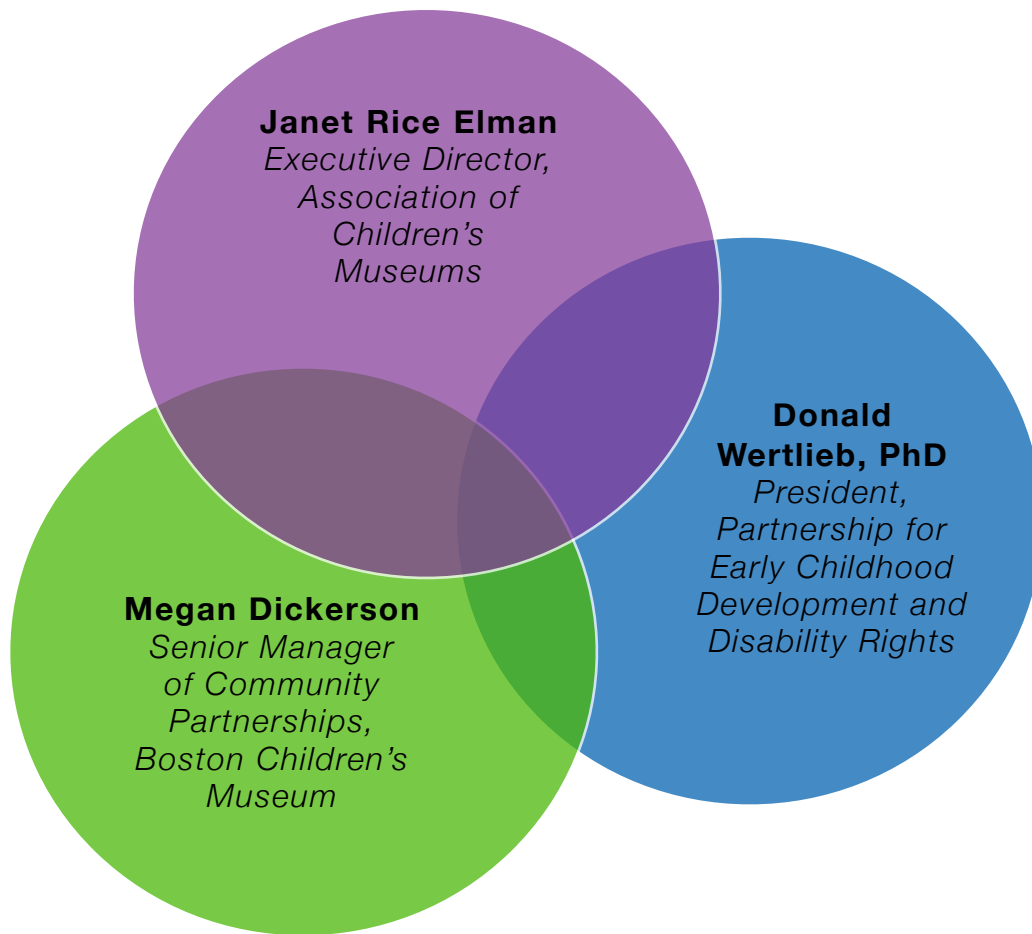 Janet Rice Elman
Executive Director,
Association of
Children’s
Museums
Donald
Wertlieb, PhD
President,
Partnership for
Early Childhood
Development and
Disability Rights
Megan Dickerson
Senior Manager
of Community
Partnerships,
Boston Children’s
Museum